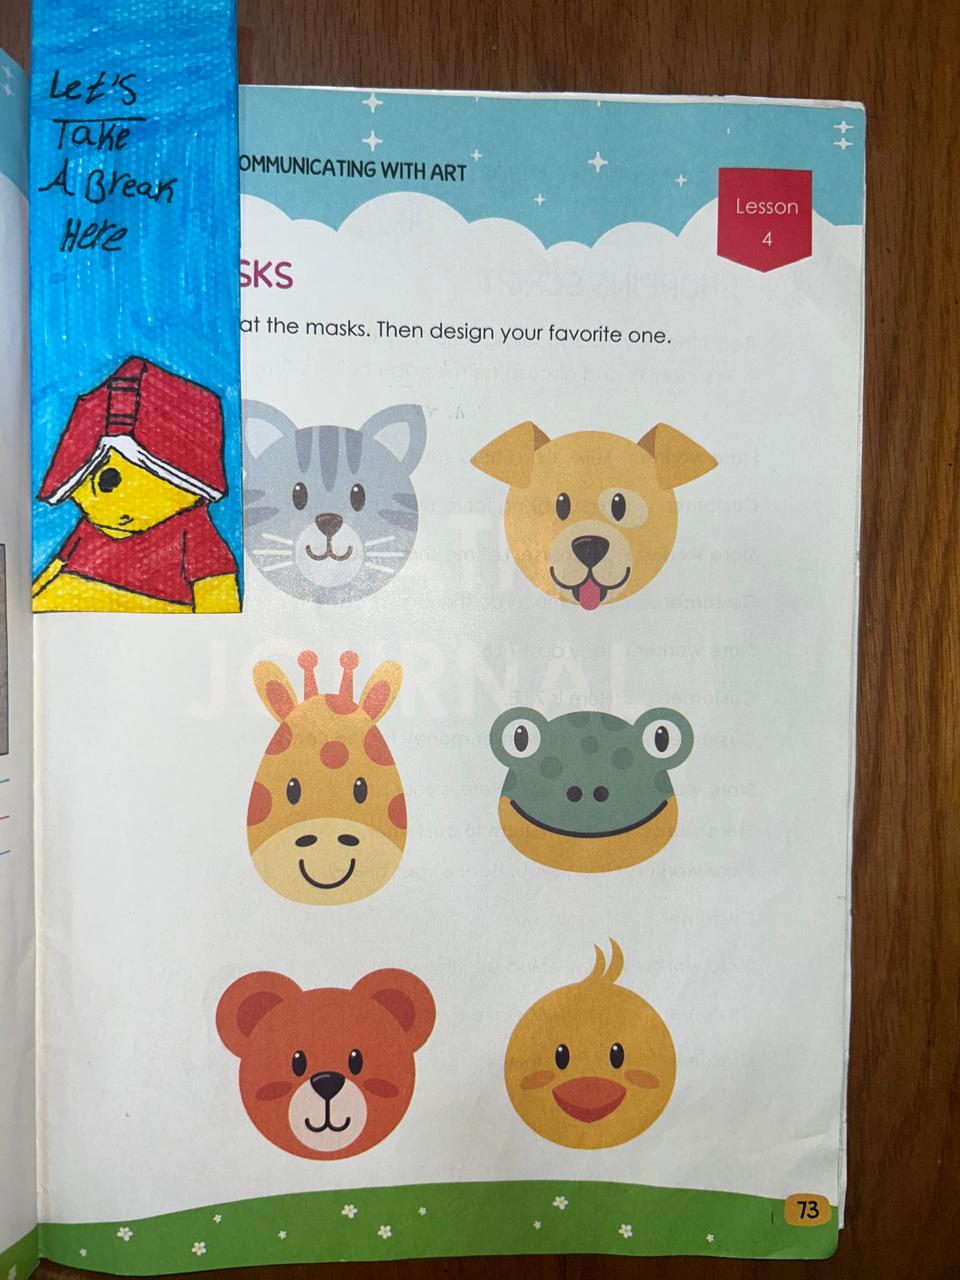 Let's
Take
A Break
Here
OMMUNICATING WITH ART
Lesson
4
SKS
at the masks. Then design your favorite one.
JOURNAL
73